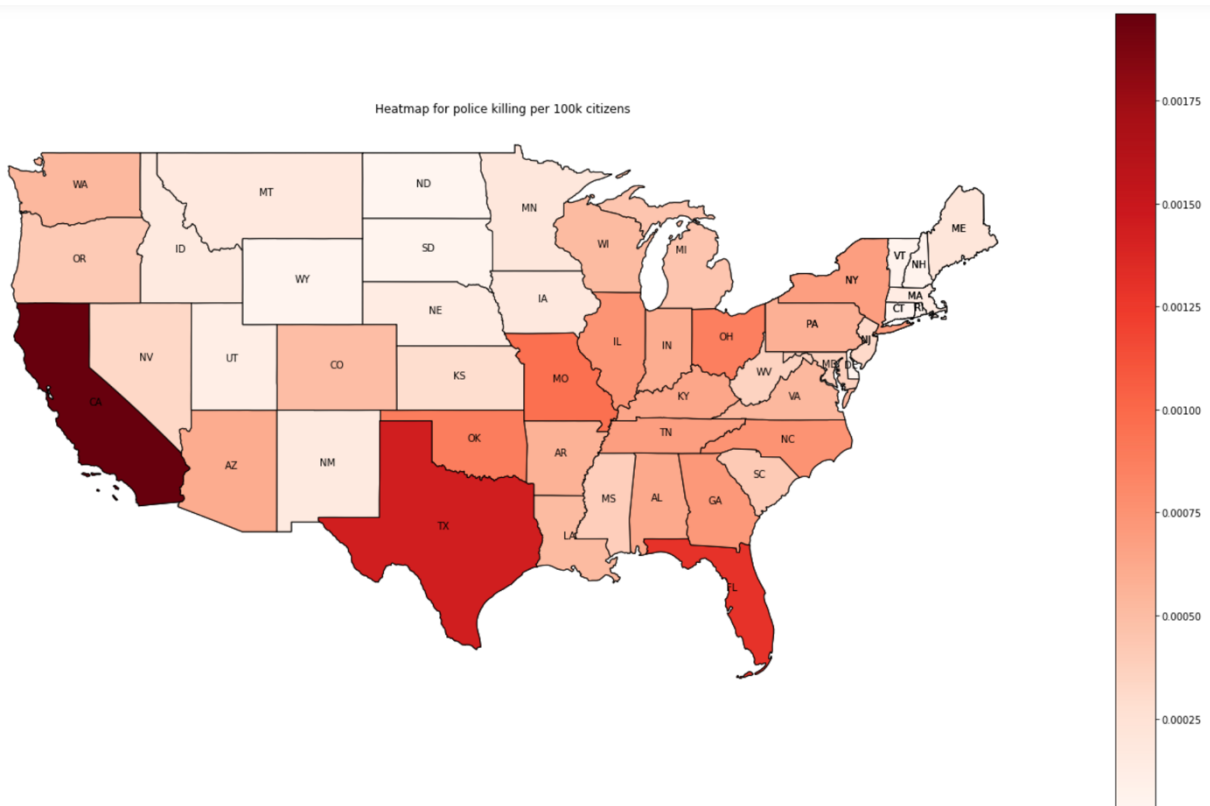 Heatmap for police killing per 100k citizens
0.00175
0.00150
0.00125
0.00100
0.00075
0.00050
0.00025
WA
MT
ND
MN
ME
OR
ID
SD
WI
MI
VT
NH
WY
NY
MA
NE
IA
CT
RI
PA
NV
UT
CO
KS
IL
IN
OH
NJ
CA
MO
WV
MD
DE
KY
VA
AZ
NM
OK
AR
TN
NC
SC
TX
LA
MS
AL
GA
FL